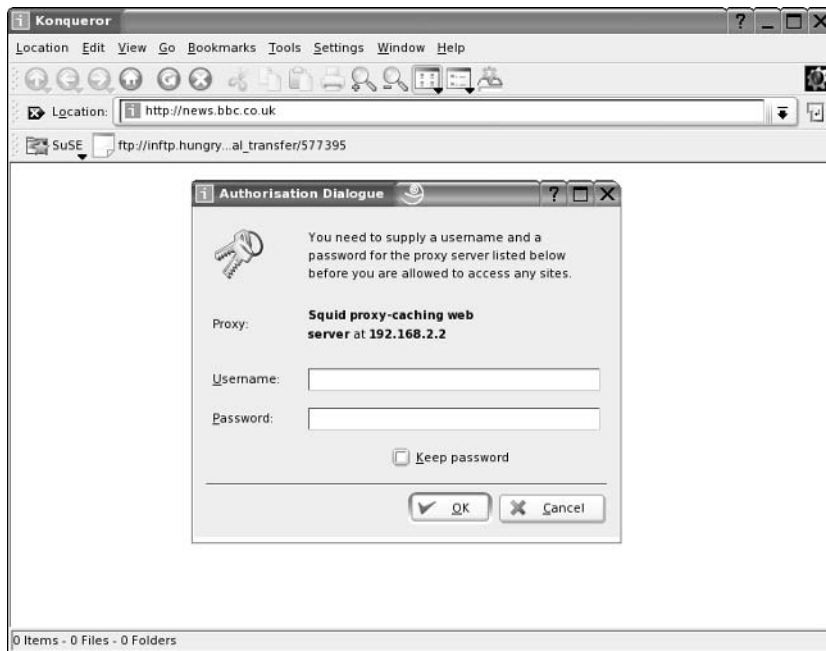 Konqueror
Location Edit View Go Bookmarks Tools Settings Window Help
Location: http://news.bbc.co.uk
SuSE ftp://inftp.hungry...al_transfer/577395
Authorisation Dialogue
You need to supply a username and a
password for the proxy server listed below
before you are allowed to access any sites.
Proxy:
Squid proxy-caching web
server at 192.168.2.2
Username:
Password:
Keep password
OK Cancel
0 Items - 0 Files - 0 Folders